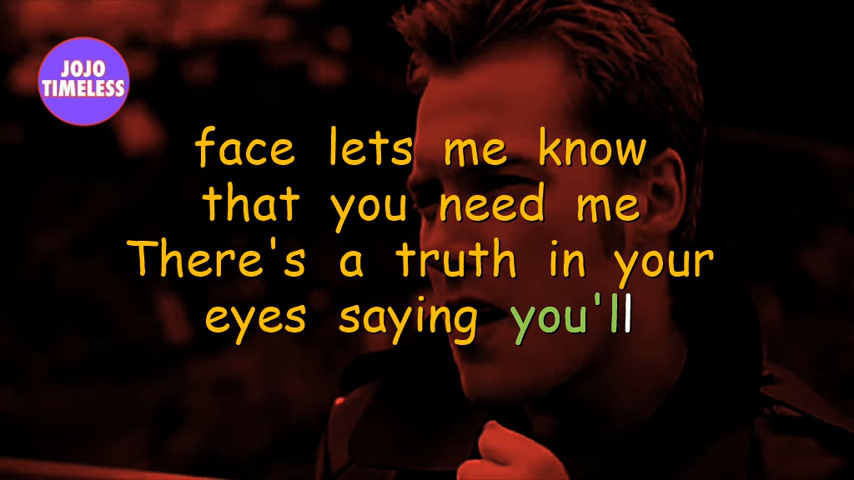 JOJO
TIMELESS
face lets me know
that you need me
There's a truth in your
eyes saying you'll